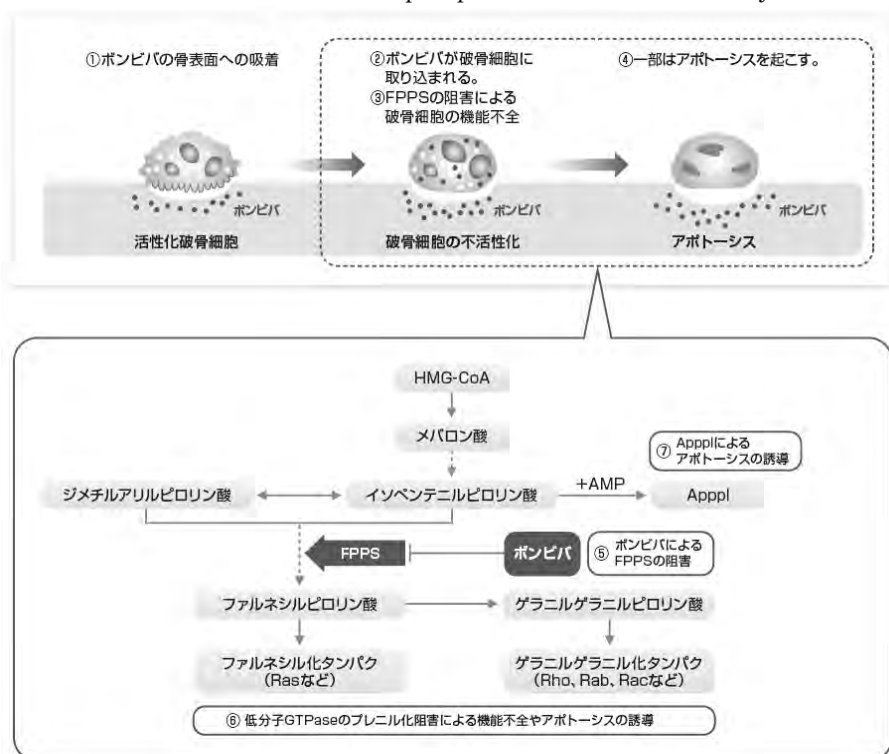 ①ボンビバの骨表面への吸着
②ボンビバが破骨細胞に
取り込まれる。
③FPPSの阻害による
破骨細胞の機能不全
④一部はアポトーシスを起こす。
ボンビバ
ボンビバ
ボンビバ
活性化破骨細胞
破骨細胞の不活性化
アポトーシス
HMG-CoA
メバロン酸
⑦ ApppIによる
アポトーシスの誘導
ジメチルアリルピロリン酸
イソペンテニルピロリン酸
+AMP
ApppI
FPPS
ボンビバ
⑤ ボンビバによる
FPPSの阻害
ファルネシルピロリン酸
ゲラニルゲラニルピロリン酸
ファルネシル化タンパク
（Rasなど）
ゲラニルゲラニル化タンパク
（Rho、Rab、Racなど）
⑥ 低分子GTPaseのプレニル化阻害による機能不全やアポトーシスの誘導